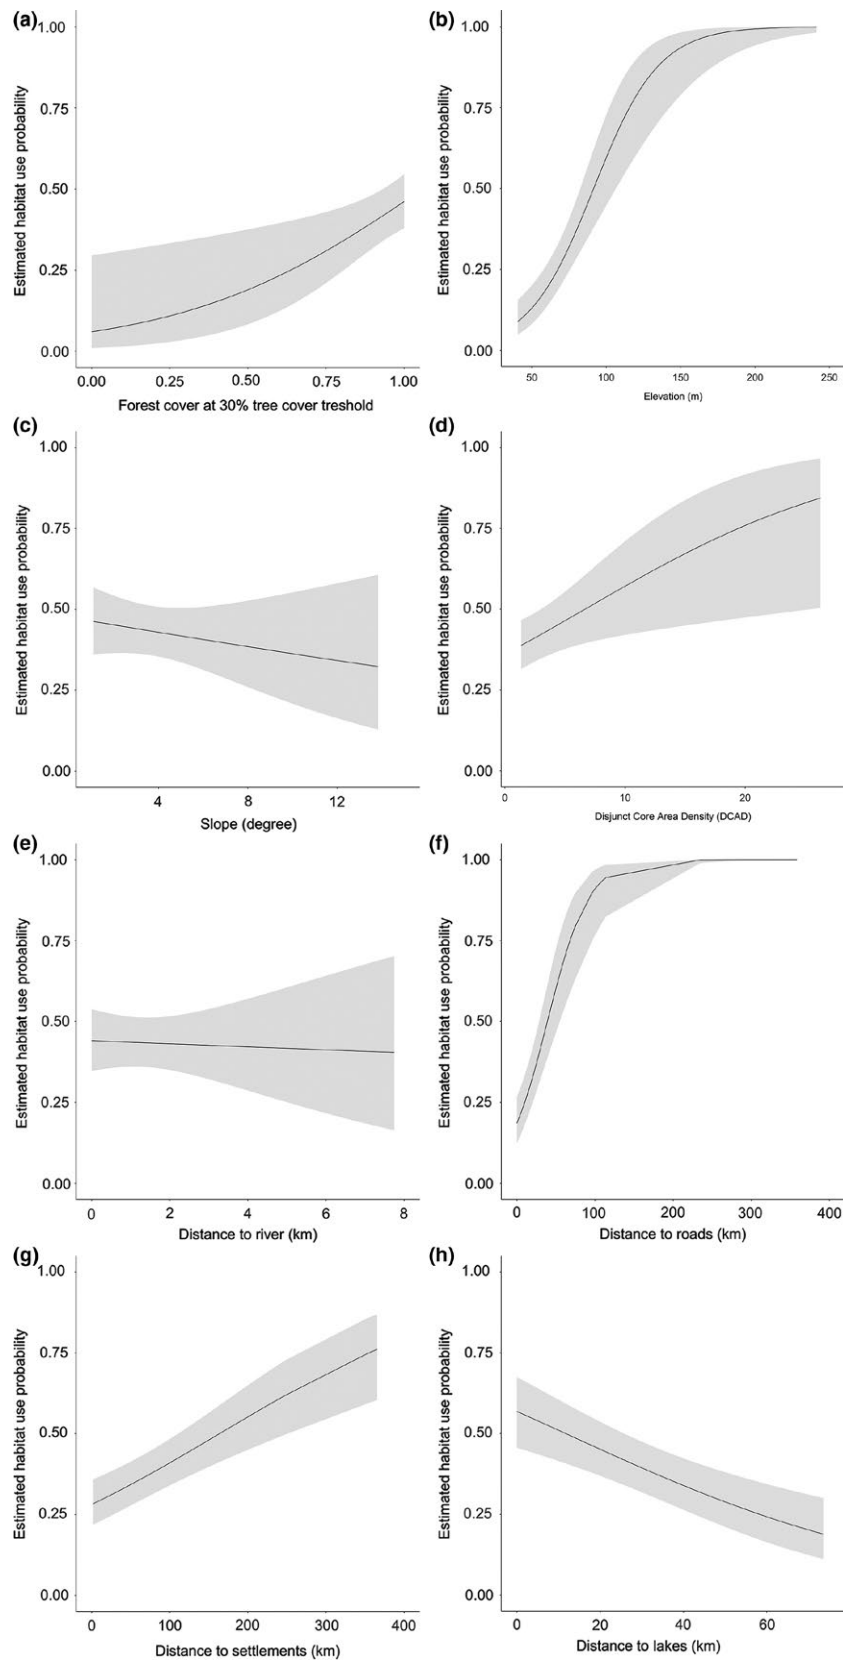 (a)
Estimated habitat use probability
1.00
0.75
0.50
0.25
0.00
0.00 0.25 0.50 0.75 1.00
Forest cover at 30% tree cover treshold
(b)
Estimated habitat use probability
1.00
0.75
0.50
0.25
0.00
50 100 150 200 250
Elevation (m)
(c)
Estimated habitat use probability
1.00
0.75
0.50
0.25
0.00
4 8 12
Slope (degree)
(d)
Estimated habitat use probability
1.00
0.75
0.50
0.25
0.00
0 10 20
Disjunct Core Area Density (DCAD)
(e)
Estimated habitat use probability
1.00
0.75
0.50
0.25
0.00
0 2 4 6 8
Distance to river (km)
(f)
Estimated habitat use probability
1.00
0.75
0.50
0.25
0.00
0 100 200 300 400
Distance to roads (km)
(g)
Estimated habitat use probability
1.00
0.75
0.50
0.25
0.00
0 100 200 300 400
Distance to settlements (km)
(h)
Estimated habitat use probability
1.00
0.75
0.50
0.25
0.00
0 20 40 60
Distance to lakes (km)